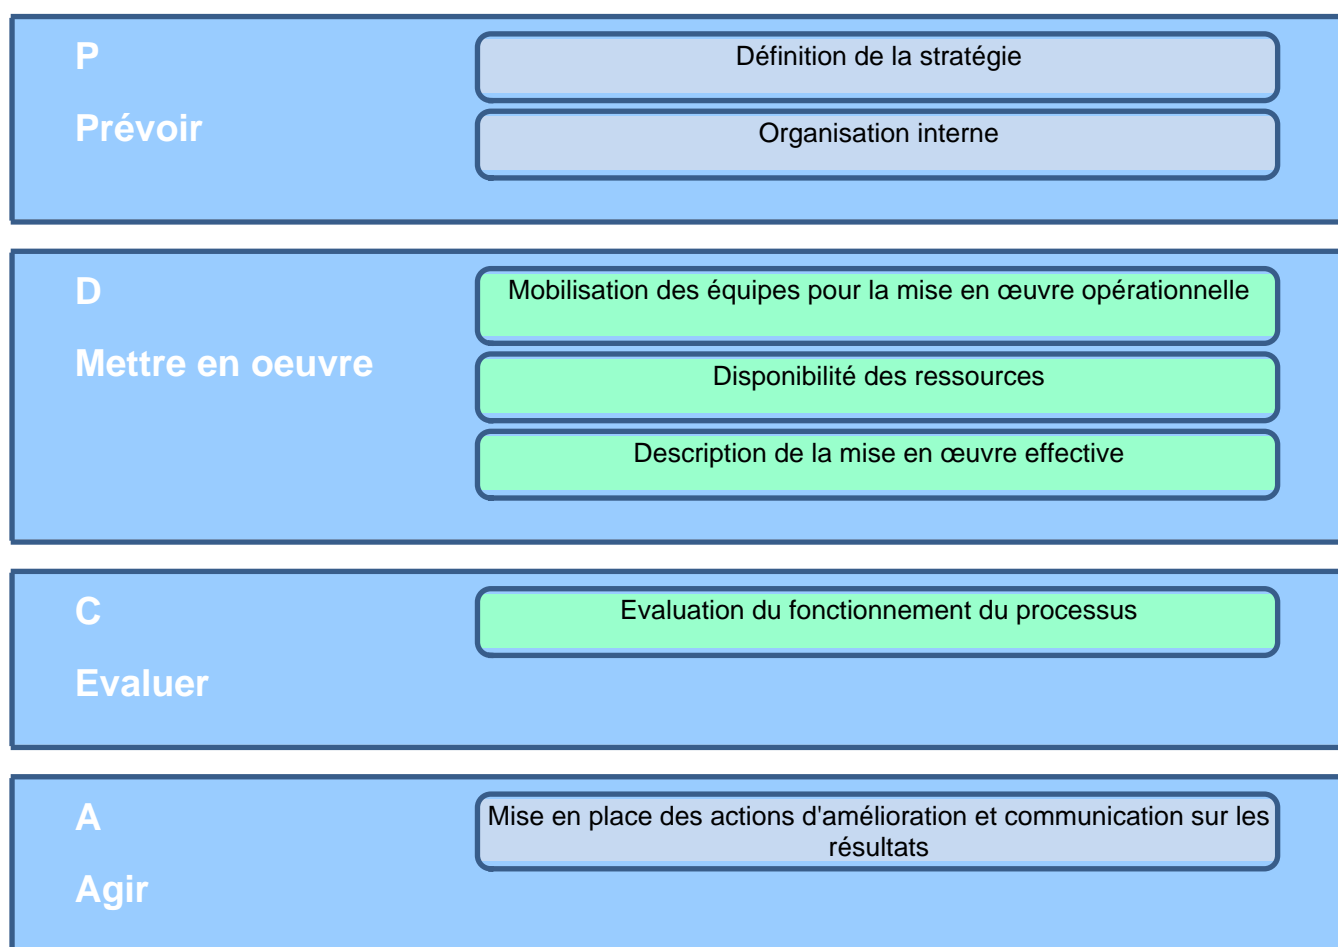 P
Prévoir
Définition de la stratégie
Organisation interne
D
Mettre en oeuvre
Mobilisation des équipes pour la mise en œuvre opérationnelle
Disponibilité des ressources
Description de la mise en œuvre effective
C
Evaluer
Evaluation du fonctionnement du processus
A
Agir
Mise en place des actions d'amélioration et communication sur les
résultats